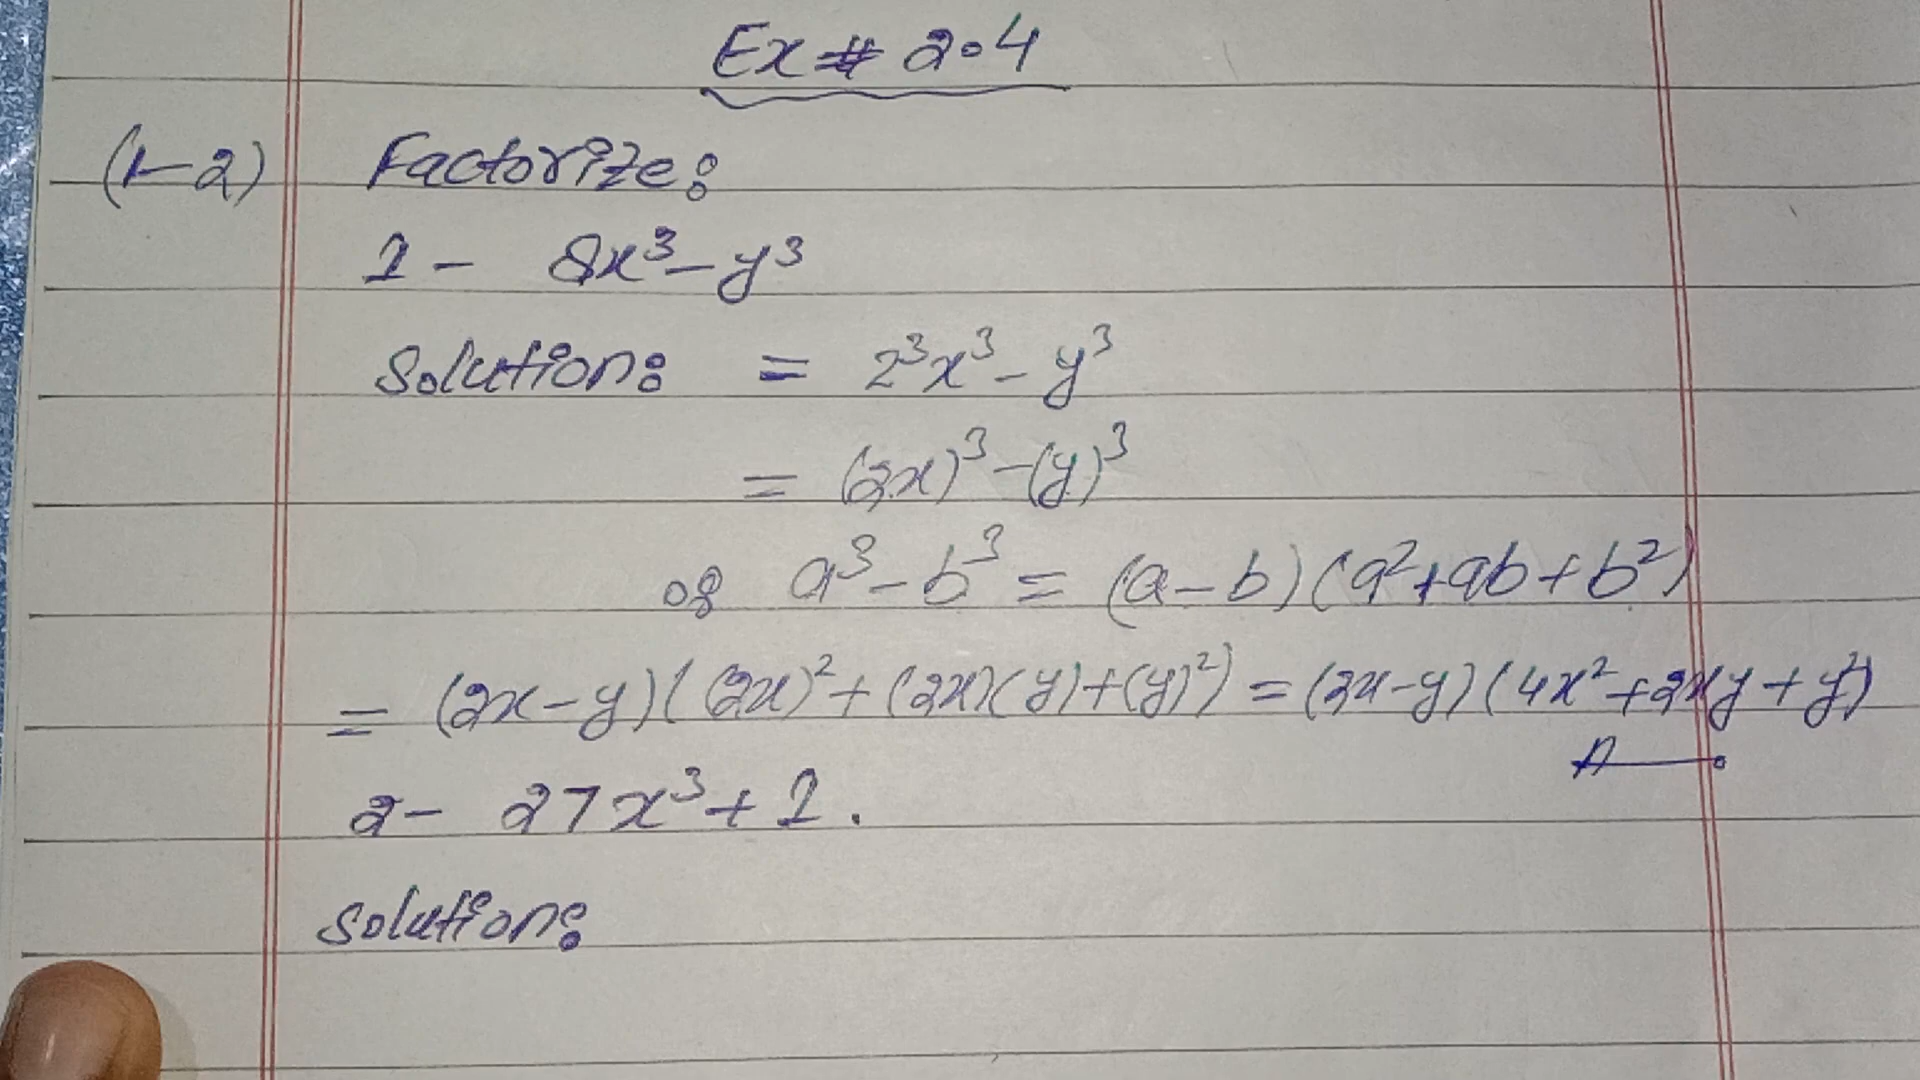 Ex # 2.4
(1-2) Factorize:
1- 8x³-y³
Solution: = 2³x³-y³
= (2x)³-(y)³
∴ a³-b³ = (a-b)(a²+ab+b²)
= (2x-y)((2x)²+(2x)(y)+(y)²) = (2x-y)(4x²+2xy+y²)
2- 27x³+1.
Solution: